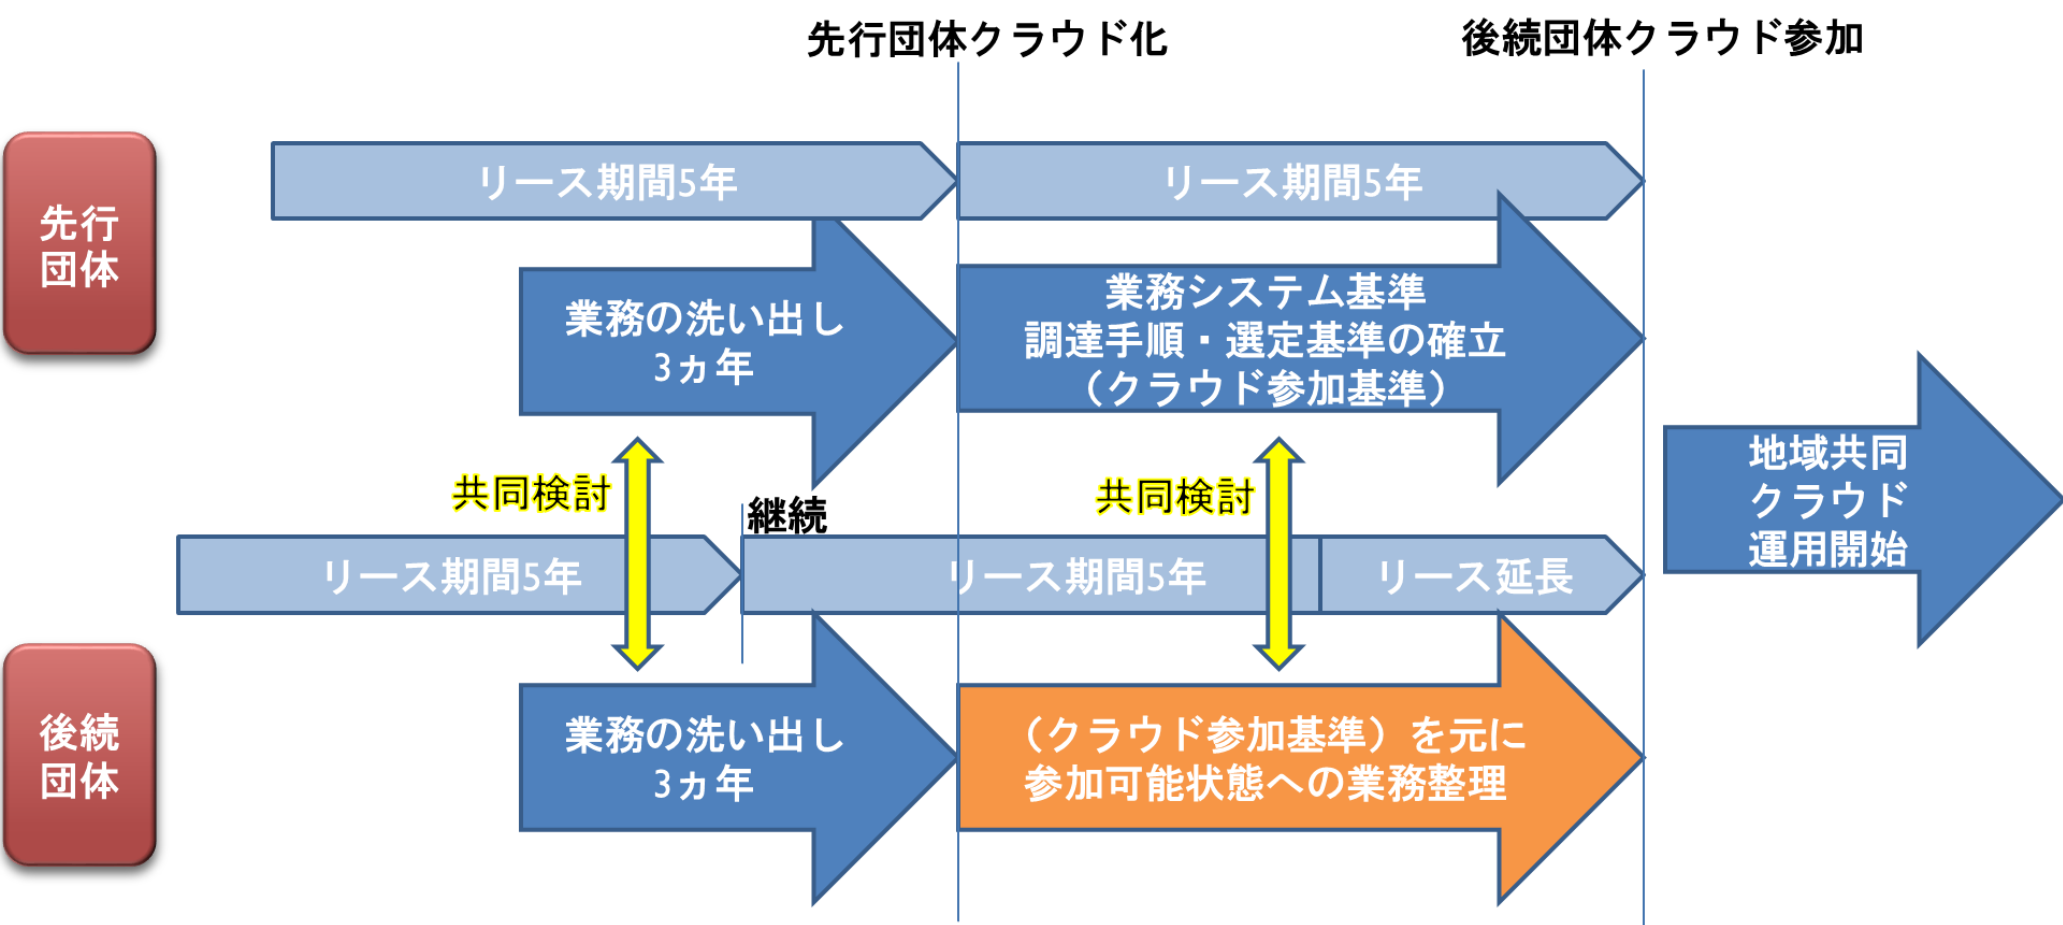 先行団体クラウド化
後続団体クラウド参加
先行
団体
リース期間5年
リース期間5年
業務の洗い出し
3ヵ年
業務システム基準
調達手順・選定基準の確立
（クラウド参加基準）
共同検討
共同検討
継続
リース期間5年
リース期間5年
リース延長
地域共同
クラウド
運用開始
後続
団体
業務の洗い出し
3ヵ年
（クラウド参加基準）を元に
参加可能状態への業務整理